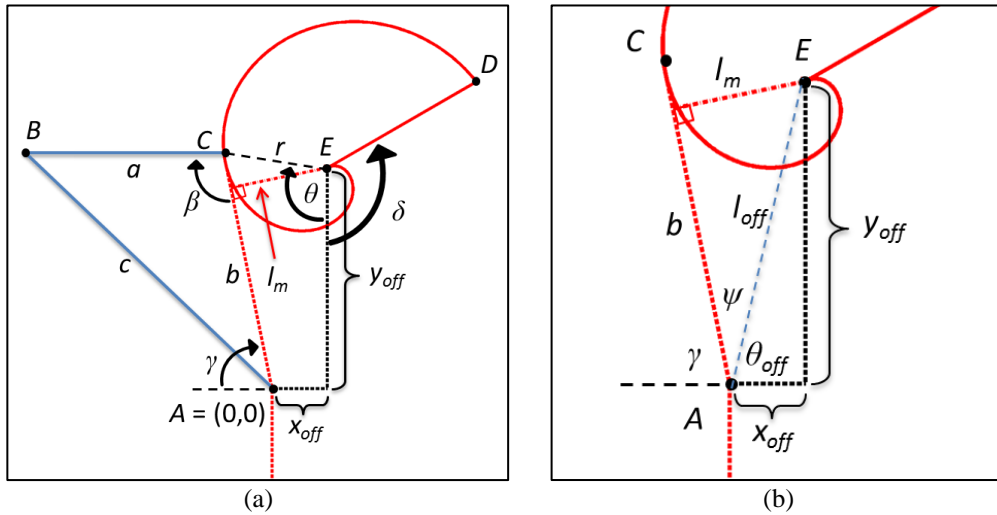 B
C
a
r
E
D
β
θ
δ
l_m
b
c
y_off
γ
A = (0,0)
x_off
(a)
C
E
l_m
b
l_off
y_off
ψ
γ
θ_off
A
x_off
(b)